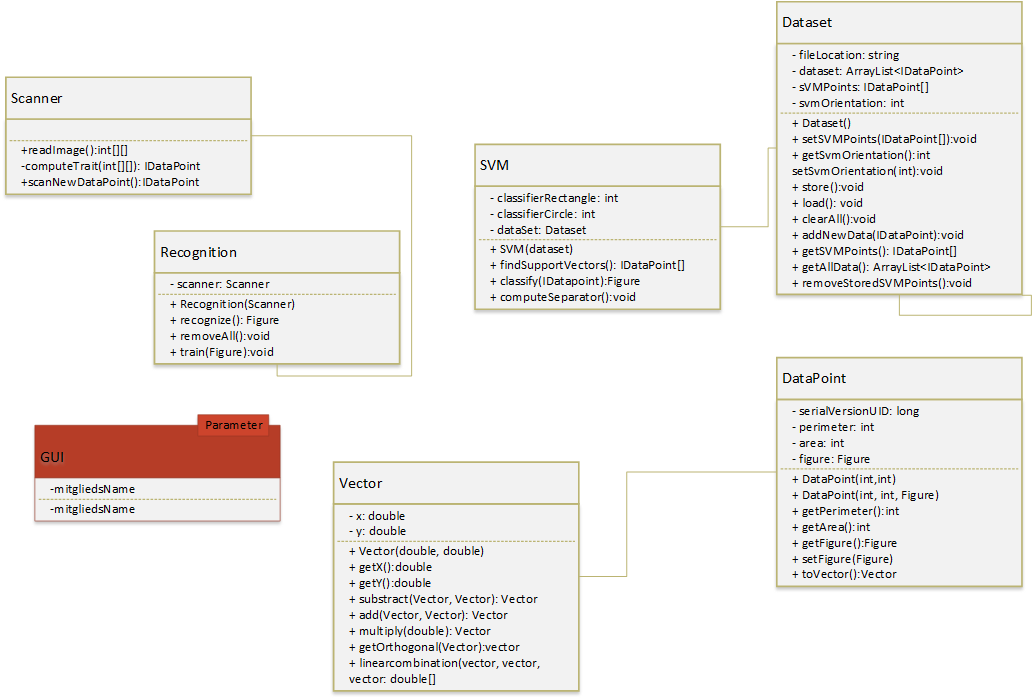 Dataset
- fileLocation: string
- dataset: ArrayList<IDataPoint>
- sVMPoints: IDataPoint[]
- svmOrientation: int
+ Dataset()
+ setSVMPoints(IDataPoint[]):void
+ getSvmOrientation():int
setSvmOrientation(int):void
+ store():void
+ load(): void
+ clearAll():void
+ addNewData(IDataPoint):void
+ getSVMPoints(): IDataPoint[]
+ getAllData(): ArrayList<IDataPoint>
+ removeStoredSVMPoints():void
Scanner
+readImage():int[][]
-computeTrait(int[][]): IDataPoint
+scanNewDataPoint():IDataPoint
SVM
- classifierRectangle: int
- classifierCircle: int
- dataSet: Dataset
+ SVM(dataset)
+ findSupportVectors(): IDataPoint[]
+ classify(IDatapoint):Figure
+ computeSeparator():void
Recognition
- scanner: Scanner
+ Recognition(Scanner)
+ recognize(): Figure
+ removeAll():void
+ train(Figure):void
DataPoint
- serialVersionUID: long
- perimeter: int
- area: int
- figure: Figure
+ DataPoint(int,int)
+ DataPoint(int, int, Figure)
+ getPerimeter():int
+ getArea():int
+ getFigure():Figure
+ setFigure(Figure)
+ toVector():Vector
Parameter
GUI
-mitgliedsName
-mitgliedsName
Vector
- x: double
- y: double
+ Vector(double, double)
+ getX():double
+ getY():double
+ substract(Vector, Vector): Vector
+ add(Vector, Vector): Vector
+ multiply(double): Vector
+ getOrthogonal(Vector):vector
+ linearcombination(vector, vector,
vector: double[]